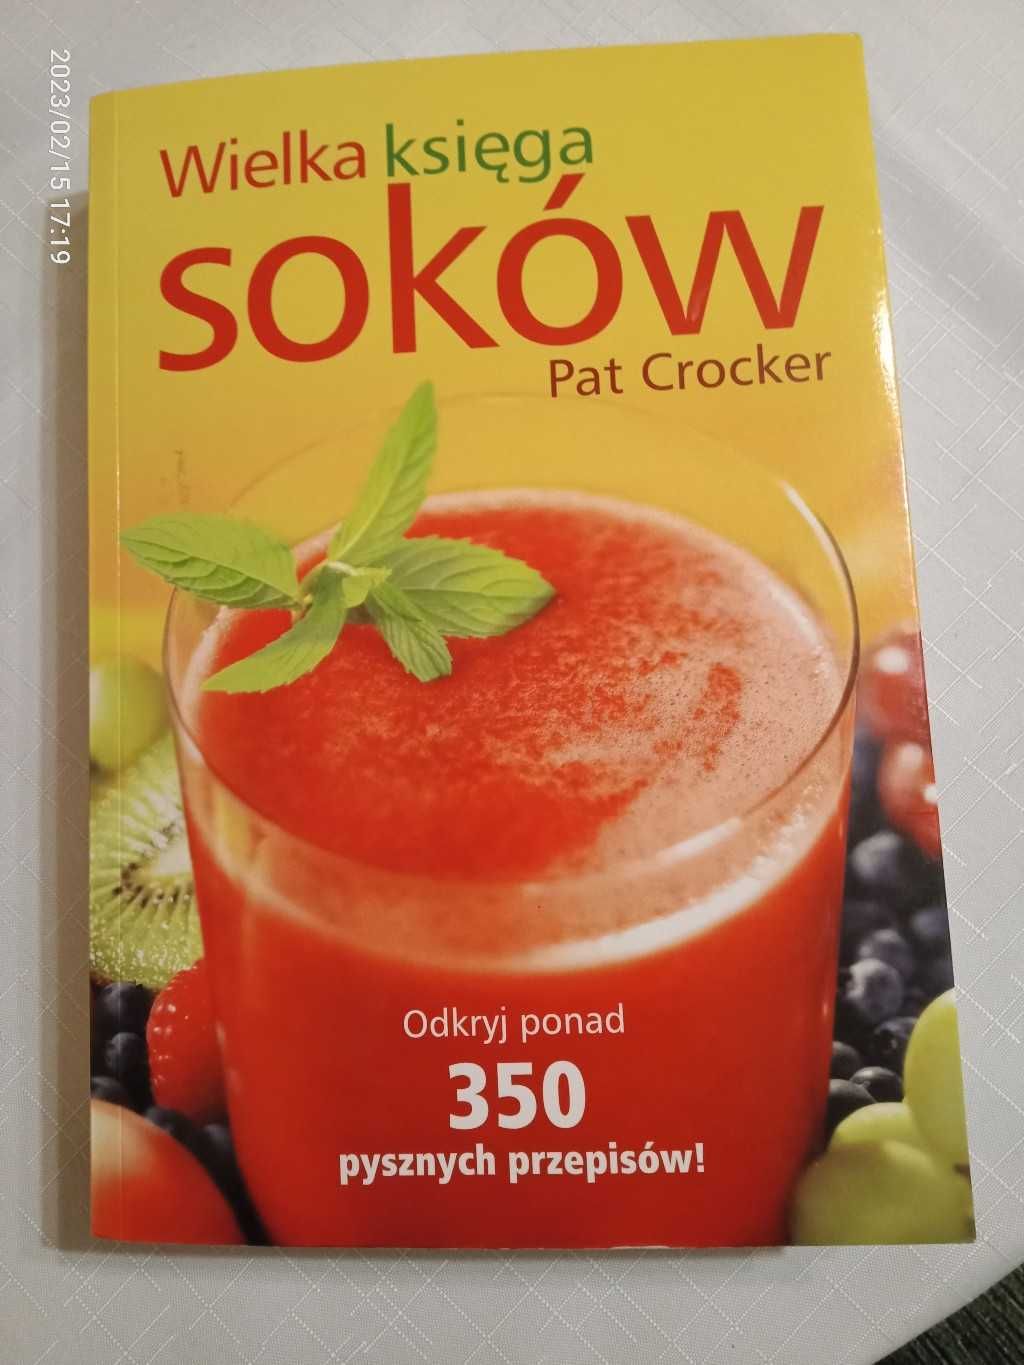 2023/02/15 17:19
Wielka księga
soków
Pat Crocker
Odkryj ponad
350
pysznych przepisów!